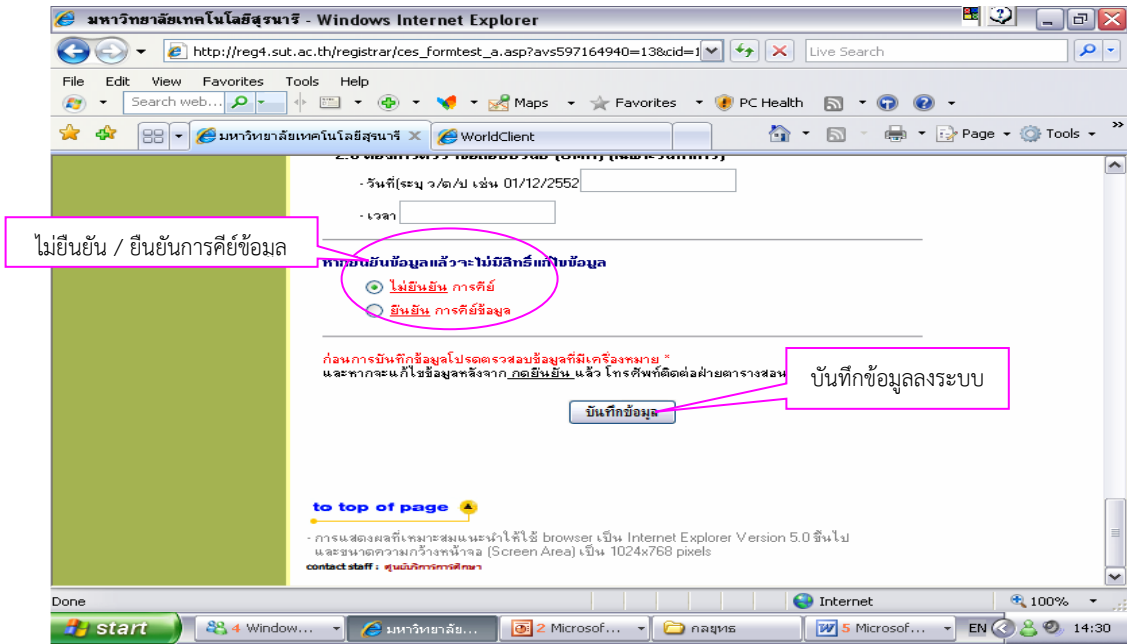 มหาวิทยาลัยเทคโนโลยีสุรนารี - Windows Internet Explorer
http://reg4.sut.ac.th/registrar/ces_formtest_a.asp?avs597164940=13&cid=1
Live Search
File Edit View Favorites Tools Help
Search web... Maps Favorites PC Health
มหาวิทยาลัยเทคโนโลยีสุรนารี WorldClient Page Tools
- วันที่(ระบุ ว/ด/ป เช่น 01/12/2552
- เวลา
ไม่ยืนยัน / ยืนยันการคีย์ข้อมูล
หากยืนยันข้อมูลแล้วจะไม่มีสิทธิ์แก้ไขข้อมูล
ไม่ยืนยัน การคีย์
ยืนยัน การคีย์ข้อมูล
ก่อนการบันทึกข้อมูลโปรดตรวจสอบข้อมูลที่มีเครื่องหมาย *
และหากจะแก้ไขข้อมูลหลังจาก กดยืนยัน แล้ว โทรศัพท์ติดต่อฝ่ายตารางสอน
บันทึกข้อมูลลงระบบ
บันทึกข้อมูล
to top of page
- การแสดงผลที่เหมาะสมแนะนำให้ใช้ browser เป็น Internet Explorer Version 5.0 ขึ้นไป
และขนาดความกว้างหน้าจอ (Screen Area) เป็น 1024x768 pixels
contact staff : ศูนย์บริการการศึกษา
Done Internet 100%
start 4 Window... มหาวิทยาลัย... 2 Microsof... กลยุทธ 5 Microsof... EN 14:30